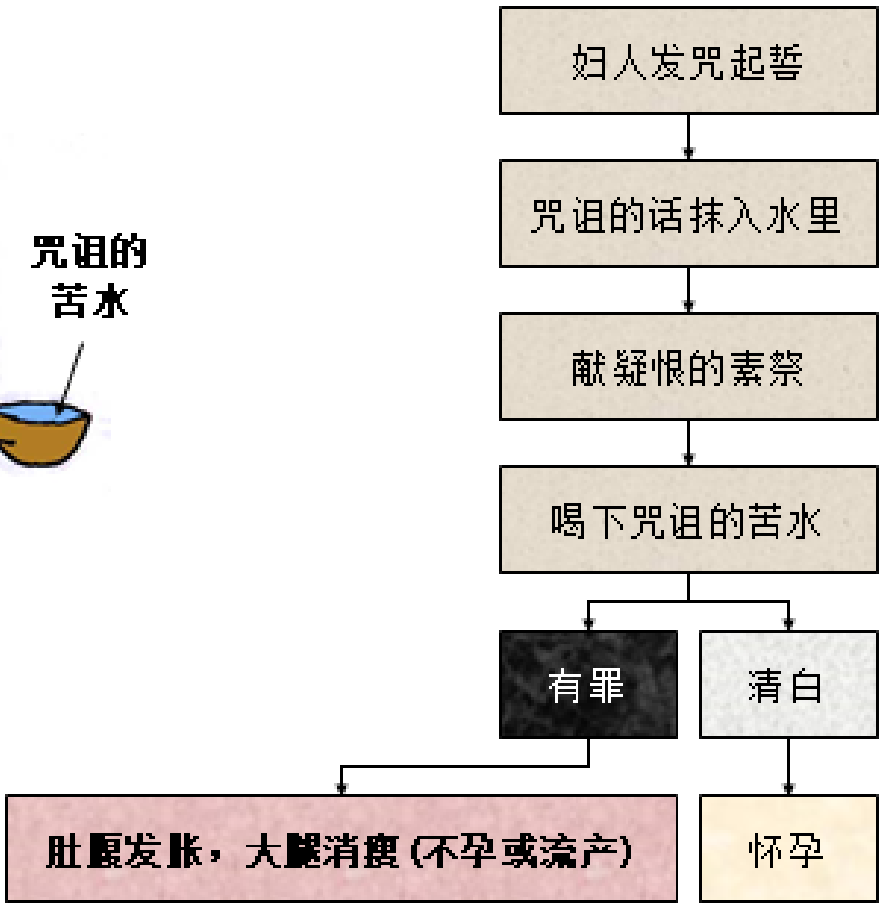 妇人发咒起誓
咒诅的话抹入水里
咒诅的
苦水
献疑恨的素祭
喝下咒诅的苦水
有罪
清白
肚腹发胀，大腿消瘦(不孕或流产)
怀孕